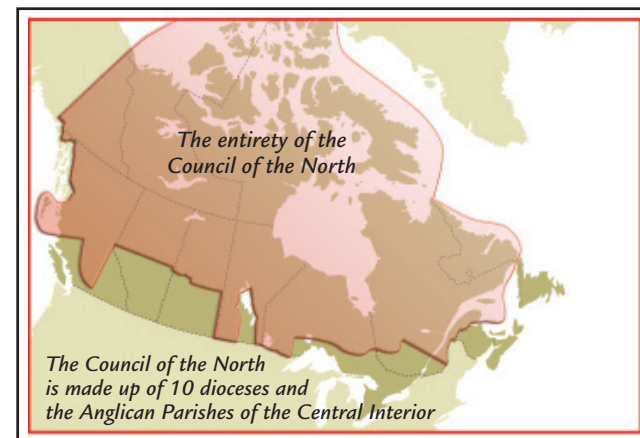 The entirety of the
Council of the North
The Council of the North
is made up of 10 dioceses and
the Anglican Parishes of the Central Interior